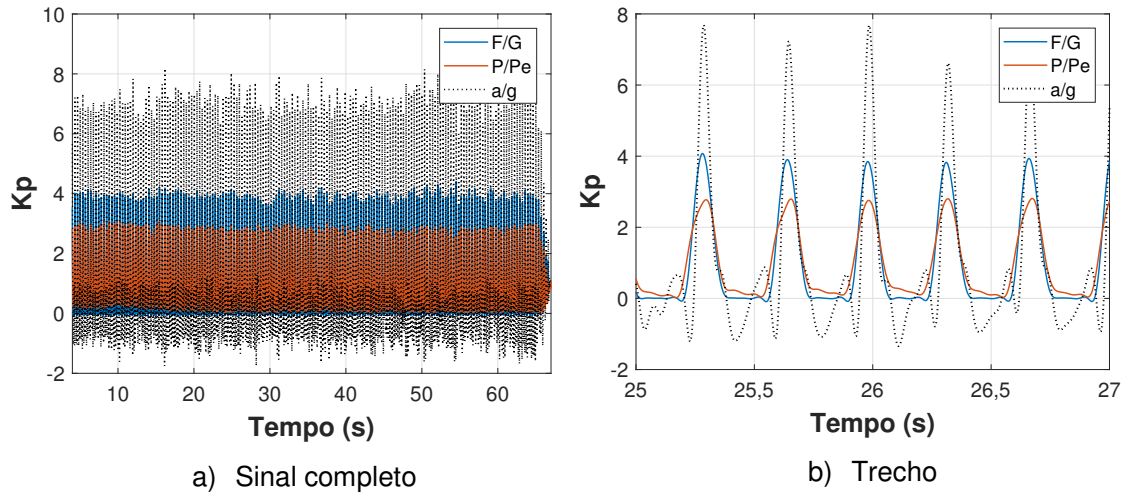 10
8
6
4
2
0
-2
Kp
F/G
P/Pe
a/g
10 20 30 40 50 60
Tempo (s)
a) Sinal completo
8
6
4
2
0
-2
Kp
F/G
P/Pe
a/g
25 25,5 26 26,5 27
Tempo (s)
b) Trecho